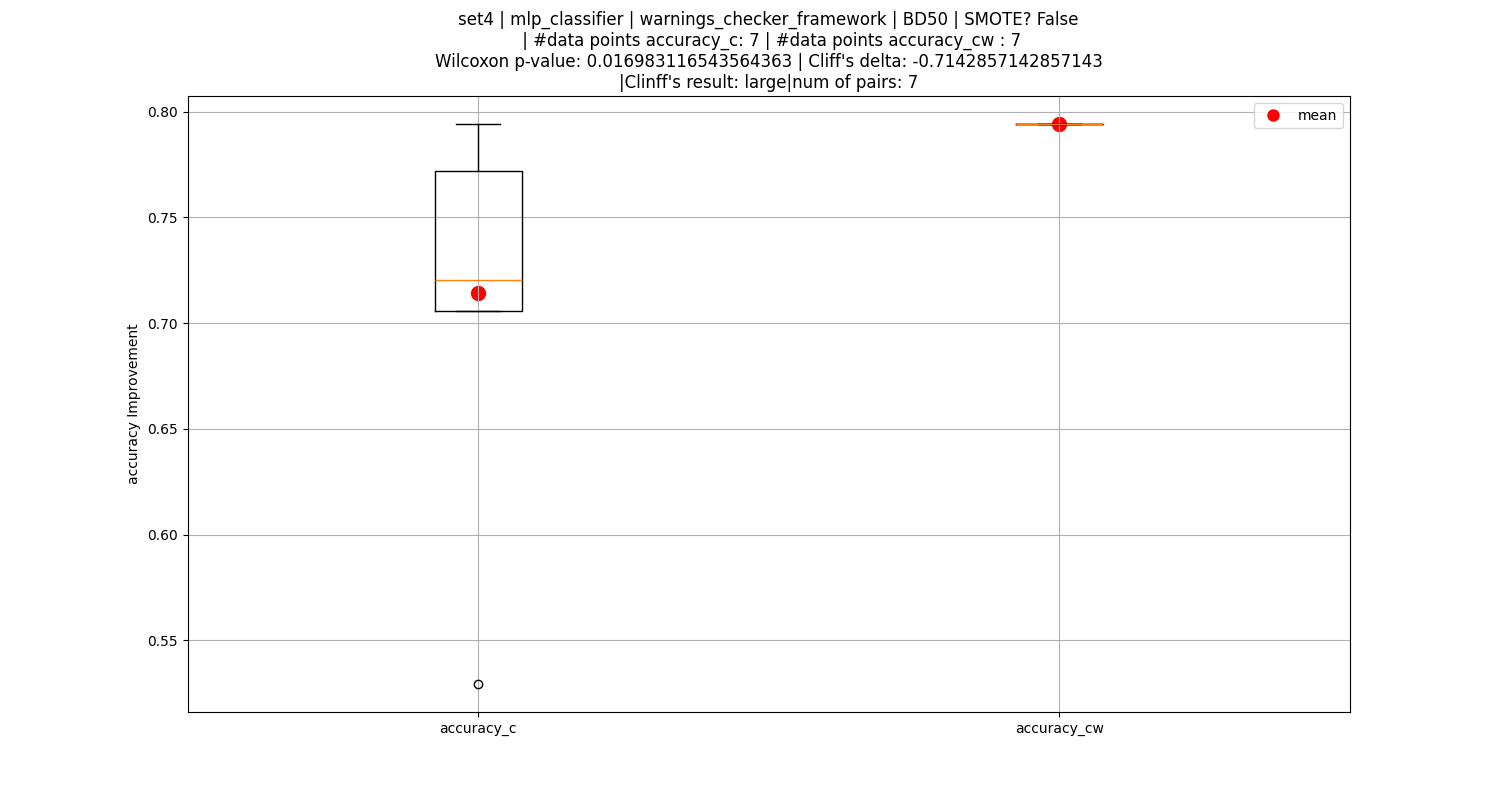 set4 | mlp_classifier | warnings_checker_framework | BD50 | SMOTE? False
| #data points accuracy_c: 7 | #data points accuracy_cw : 7
Wilcoxon p-value: 0.016983116543564363 | Cliff's delta: -0.7142857142857143
|Clinff's result: large|num of pairs: 7
mean
0.80
0.75
0.70
0.65
0.60
0.55
accuracy Improvement
accuracy_c
accuracy_cw